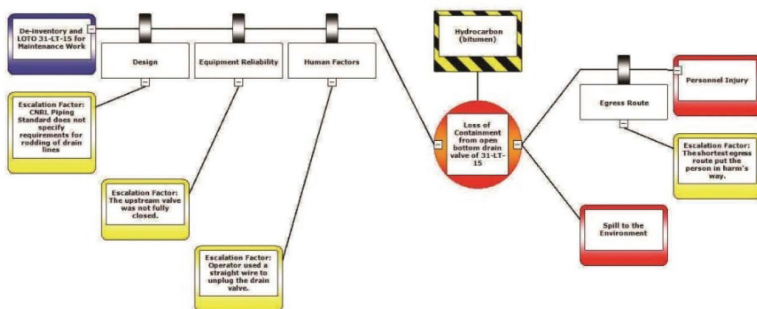 De-inventory and
LOTO 31-LT-15 for
Maintenance Work
Design
Equipment Reliability
Human Factors
Hydrocarbon
(bitumen)
Egress Route
Personnel Injury
Escalation Factor:
CNRL Piping
Standard does not
specify
requirements for
rodding of drain
lines
Loss of
Containment
from open
bottom drain
valve of 31-LT-
15
Escalation Factor:
The shortest egress
route put the
person in harm's
way.
Escalation Factor:
The upstream valve
was not fully
closed.
Spill to the
Environment
Escalation Factor:
Operator used a
straight wire to
unplug the drain
valve.